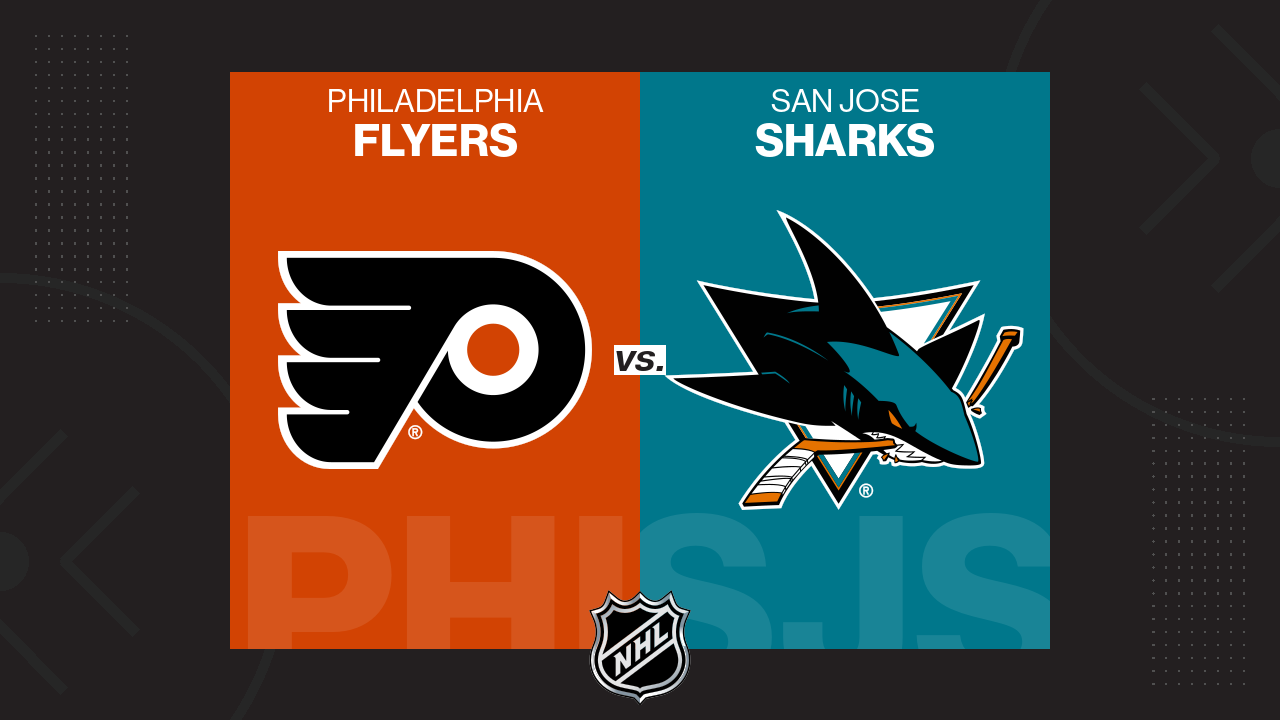 PHILADELPHIA
FLYERS
SAN JOSE
SHARKS
vs.
®
®
PHI
SJS
NHL